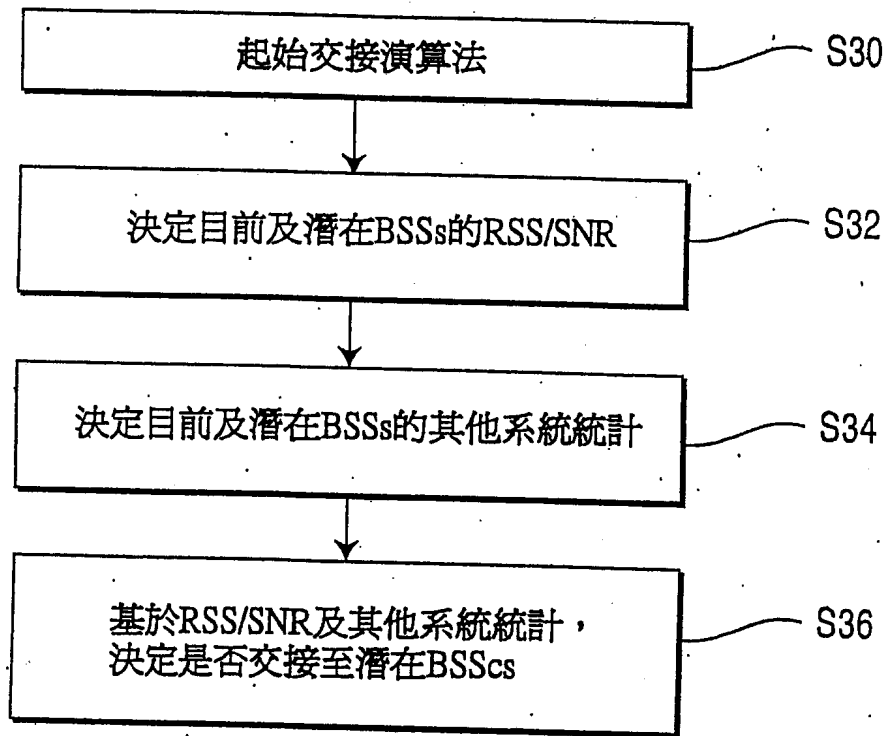 起始交接演算法
S30
決定目前及潛在BSSs的RSS/SNR
S32
決定目前及潛在BSSs的其他系統統計
S34
基於RSS/SNR及其他系統統計，
決定是否交接至潛在BSScs
S36